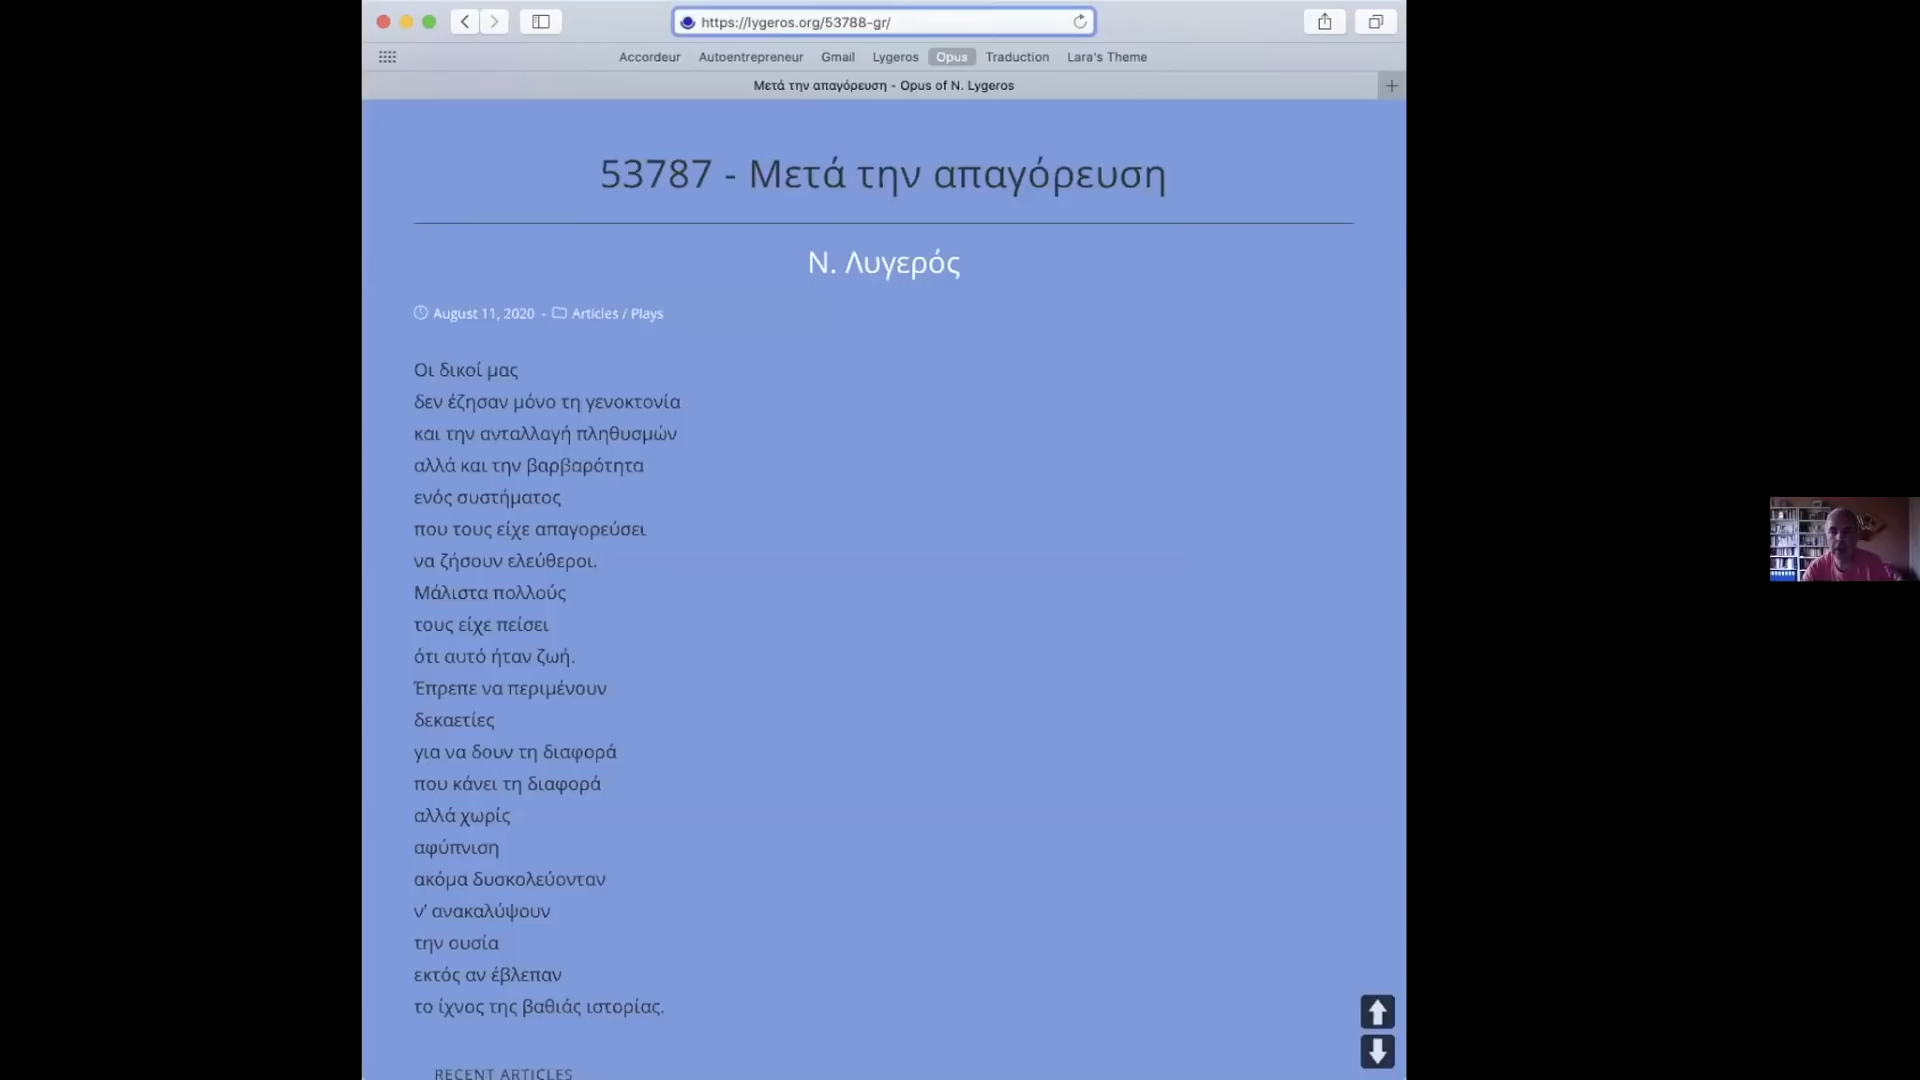 https://lygeros.org/53788-gr/
Accordeur Autoentrepreneur Gmail Lygeros Opus Traduction Lara's Theme
Μετά την απαγόρευση - Opus of N. Lygeros
53787 - Μετά την απαγόρευση
Ν. Λυγερός
August 11, 2020 - Articles / Plays
Οι δικοί μας
δεν έζησαν μόνο τη γενοκτονία
και την ανταλλαγή πληθυσμών
αλλά και την βαρβαρότητα
ενός συστήματος
που τους είχε απαγορεύσει
να ζήσουν ελεύθεροι.
Μάλιστα πολλούς
τους είχε πείσει
ότι αυτό ήταν ζωή.
Έπρεπε να περιμένουν
δεκαετίες
για να δουν τη διαφορά
που κάνει τη διαφορά
αλλά χωρίς
αφύπνιση
ακόμα δυσκολεύονταν
ν’ ανακαλύψουν
την ουσία
εκτός αν έβλεπαν
το ίχνος της βαθιάς ιστορίας.
RECENT ARTICLES